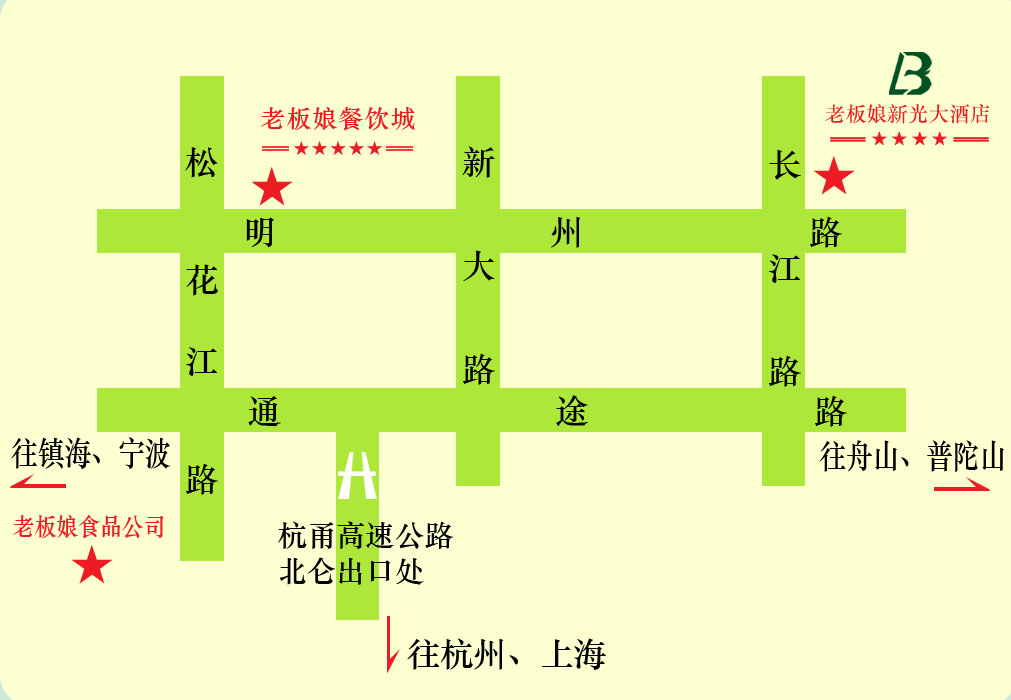 B
老板娘餐饮城
老板娘新光大酒店
松花江路
新大路
长江路
明州路
通途路
往镇海、宁波
往舟山、普陀山
老板娘食品公司
杭甬高速公路
北仑出口处
往杭州、上海